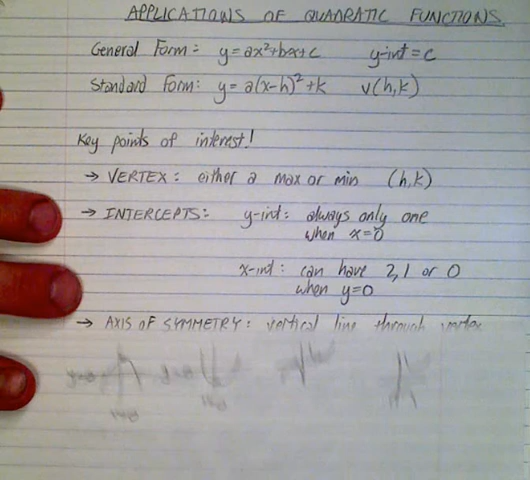 APPLICATIONS OF QUADRATIC FUNCTIONS.
General Form: y=ax²+bx+c y-int=c
Standard Form: y=a(x-h)²+k V(h,k)
Key points of interest!
→ VERTEX: either a max or min (h,k)
→ INTERCEPTS: y-int: always only one
when x=0
x-int: can have 2,1 or 0
when y=0
→ AXIS OF SYMMETRY: vertical line through vertex